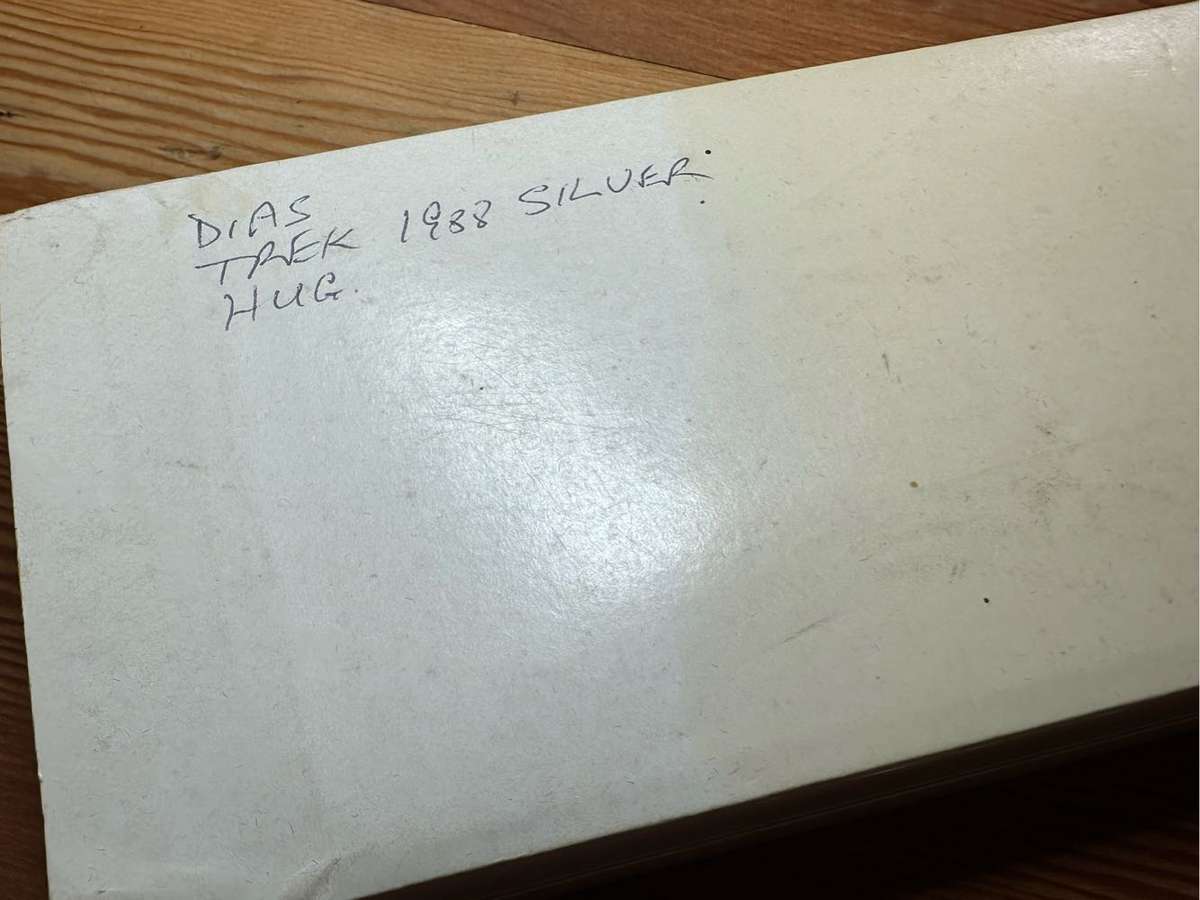 DIAS
TREK 1988 SILVER.
HUG.